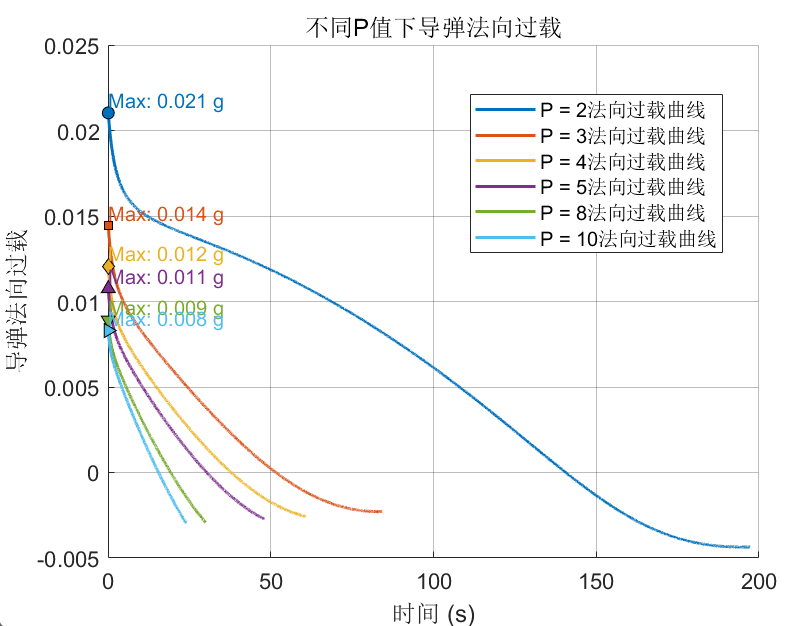 不同P值下导弹法向过载
0.025
0.02
0.015
0.01
0.005
0
-0.005
导弹法向过载
Max: 0.021 g
Max: 0.014 g
Max: 0.012 g
Max: 0.011 g
Max: 0.009 g
Max: 0.008 g
P = 2法向过载曲线
P = 3法向过载曲线
P = 4法向过载曲线
P = 5法向过载曲线
P = 8法向过载曲线
P = 10法向过载曲线
0
50
100
150
200
时间 (s)